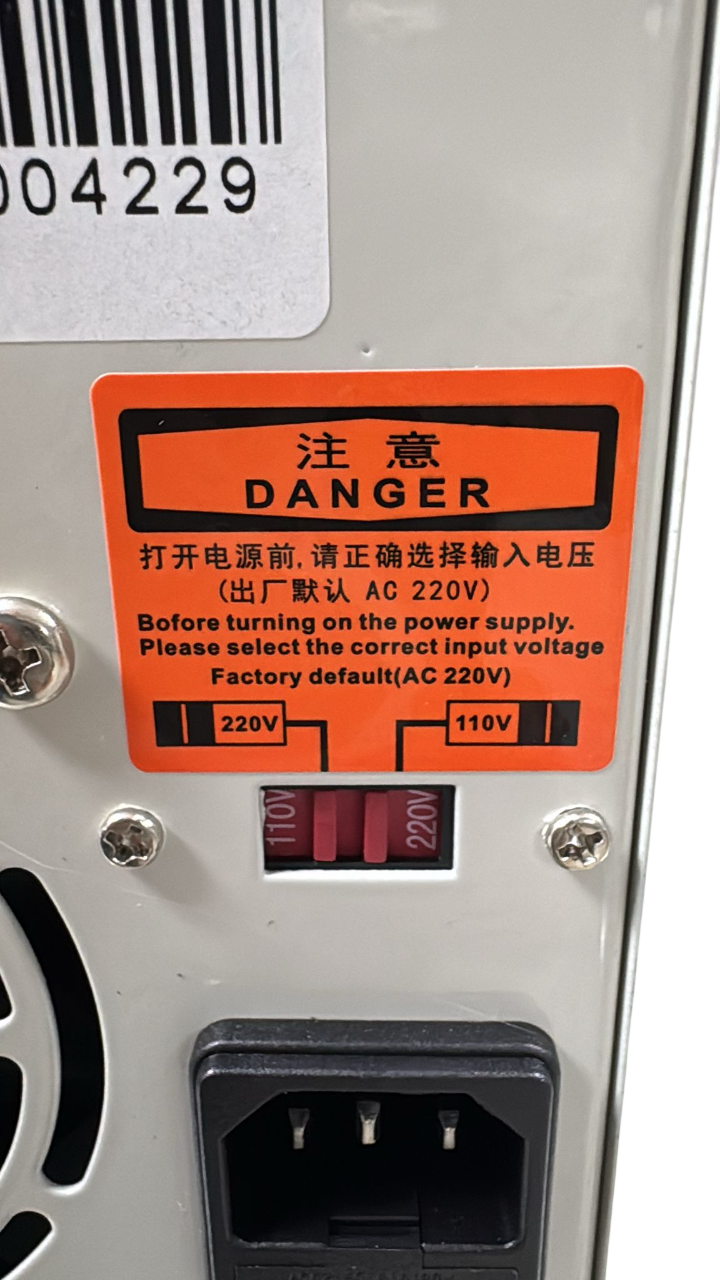 004229
注 意
DANGER
打开电源前,请正确选择输入电压
(出厂默认 AC 220V)
Bofore turning on the power supply.
Please select the correct input voltage
Factory default(AC 220V)
220V
110V
110V
220V